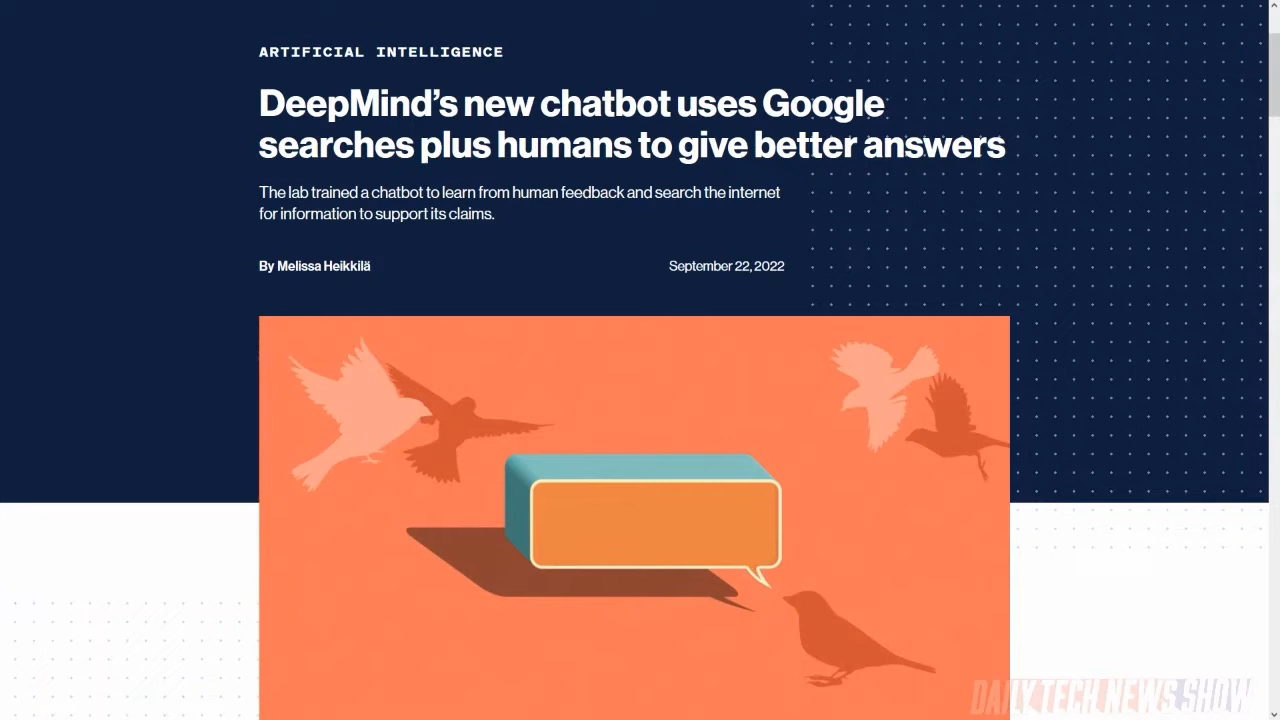 ARTIFICIAL INTELLIGENCE
DeepMind’s new chatbot uses Google
searches plus humans to give better answers
The lab trained a chatbot to learn from human feedback and search the internet
for information to support its claims.
By Melissa Heikkilä
September 22, 2022
DAILY TECH NEWS SHOW